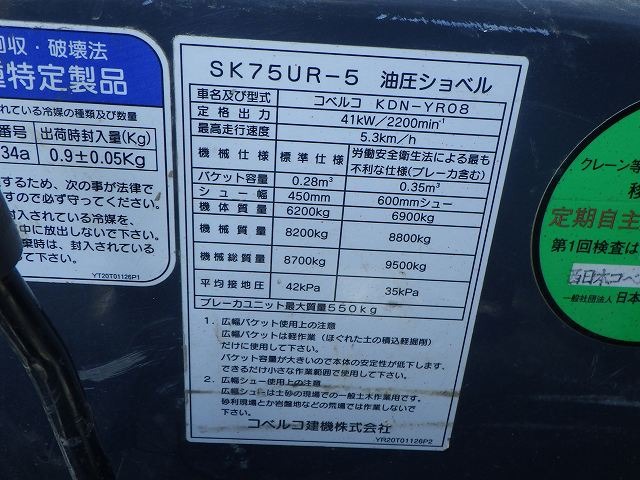 回収・破壊法
特定製品
れている冷媒の種類及び数量
番号 出荷時封入量(Kg)
34a 0.9±0.05Kg
するため、次の事が法律で
すので必ず守ってください。
封入されている冷媒を、
中に放出しないで下さい。
棄時は、封入されている
YT20T01126P1
SK75UR-5 油圧ショベル
車名及び型式 コベルコ KDN-YR08
定格出力 41kW/2200min⁻¹
最高走行速度 5.3km/h
機械仕様 標準仕様 労働安全衛生法による最も不利な仕様(ブレーカ含む)
バケット容量 0.28m³ 0.35m³
シュー幅 450mm 600mmシュー
機体質量 6200kg 6900kg
機械質量 8200kg 8800kg
機械総質量 8700kg 9500kg
平均接地圧 42kPa 35kPa
ブレーカユニット最大質量550kg
1. 広幅バケット使用上の注意
広幅バケットは軽作業(ほぐれた土の積込軽掘削)
だけに使用して下さい。
バケット容量が大きいので本体の安定性が低下します、
できるだけ小さな作業範囲で使用して下さい。
2. 広幅シュー使用上の注意
広幅シューは土砂の現場での一般土木作業用です。
砂利現場とか岩盤地などの荒場では作業しないで
下さい。
コベルコ建機株式会社
YR20T01126P2
クレーン等
定期自主
第1回検査は
西日本コベ
一般社団法人 日本